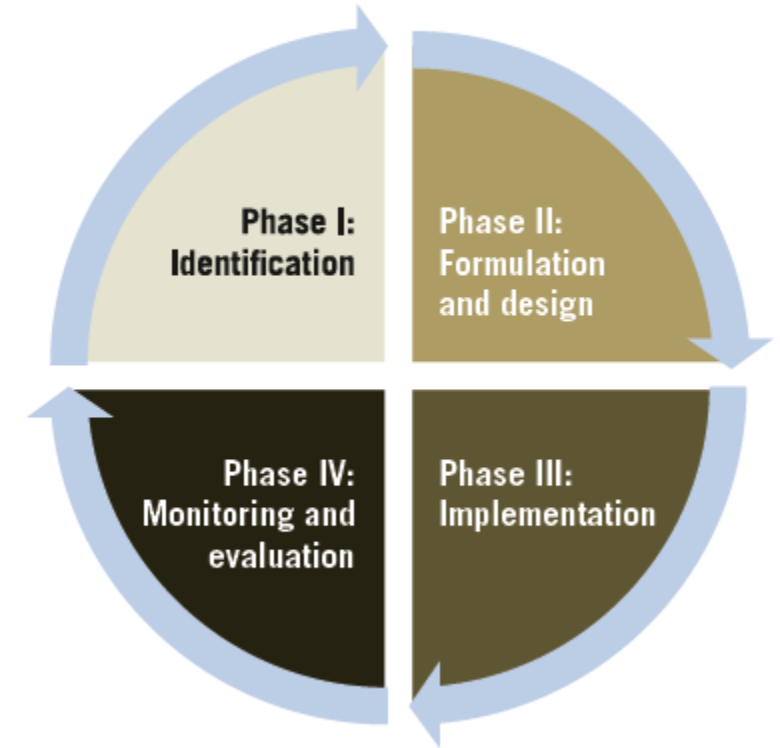 Phase I:
Identification
Phase II:
Formulation
and design
Phase III:
Implementation
Phase IV:
Monitoring and
evaluation